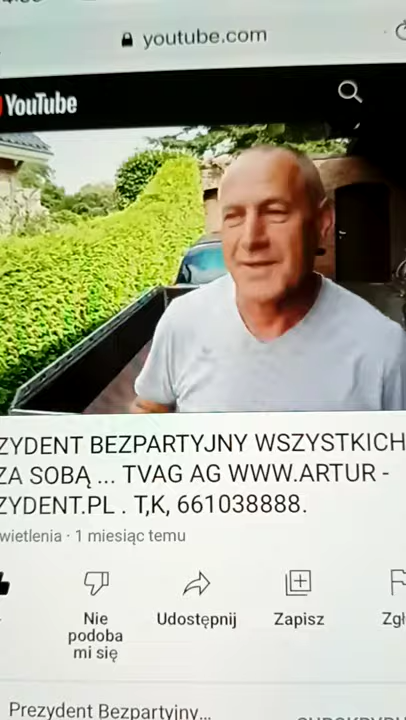 youtube.com
YouTube
ZYDENT BEZPARTYJNY WSZYSTKICH
ZA SOBĄ ... TVAG AG WWW.ARTUR -
ZYDENT.PL . T,K, 661038888.
wietlenia · 1 miesiąc temu
Nie podoba mi się
Udostępnij
Zapisz
Zgł
Prezydent Bezpartyjny...